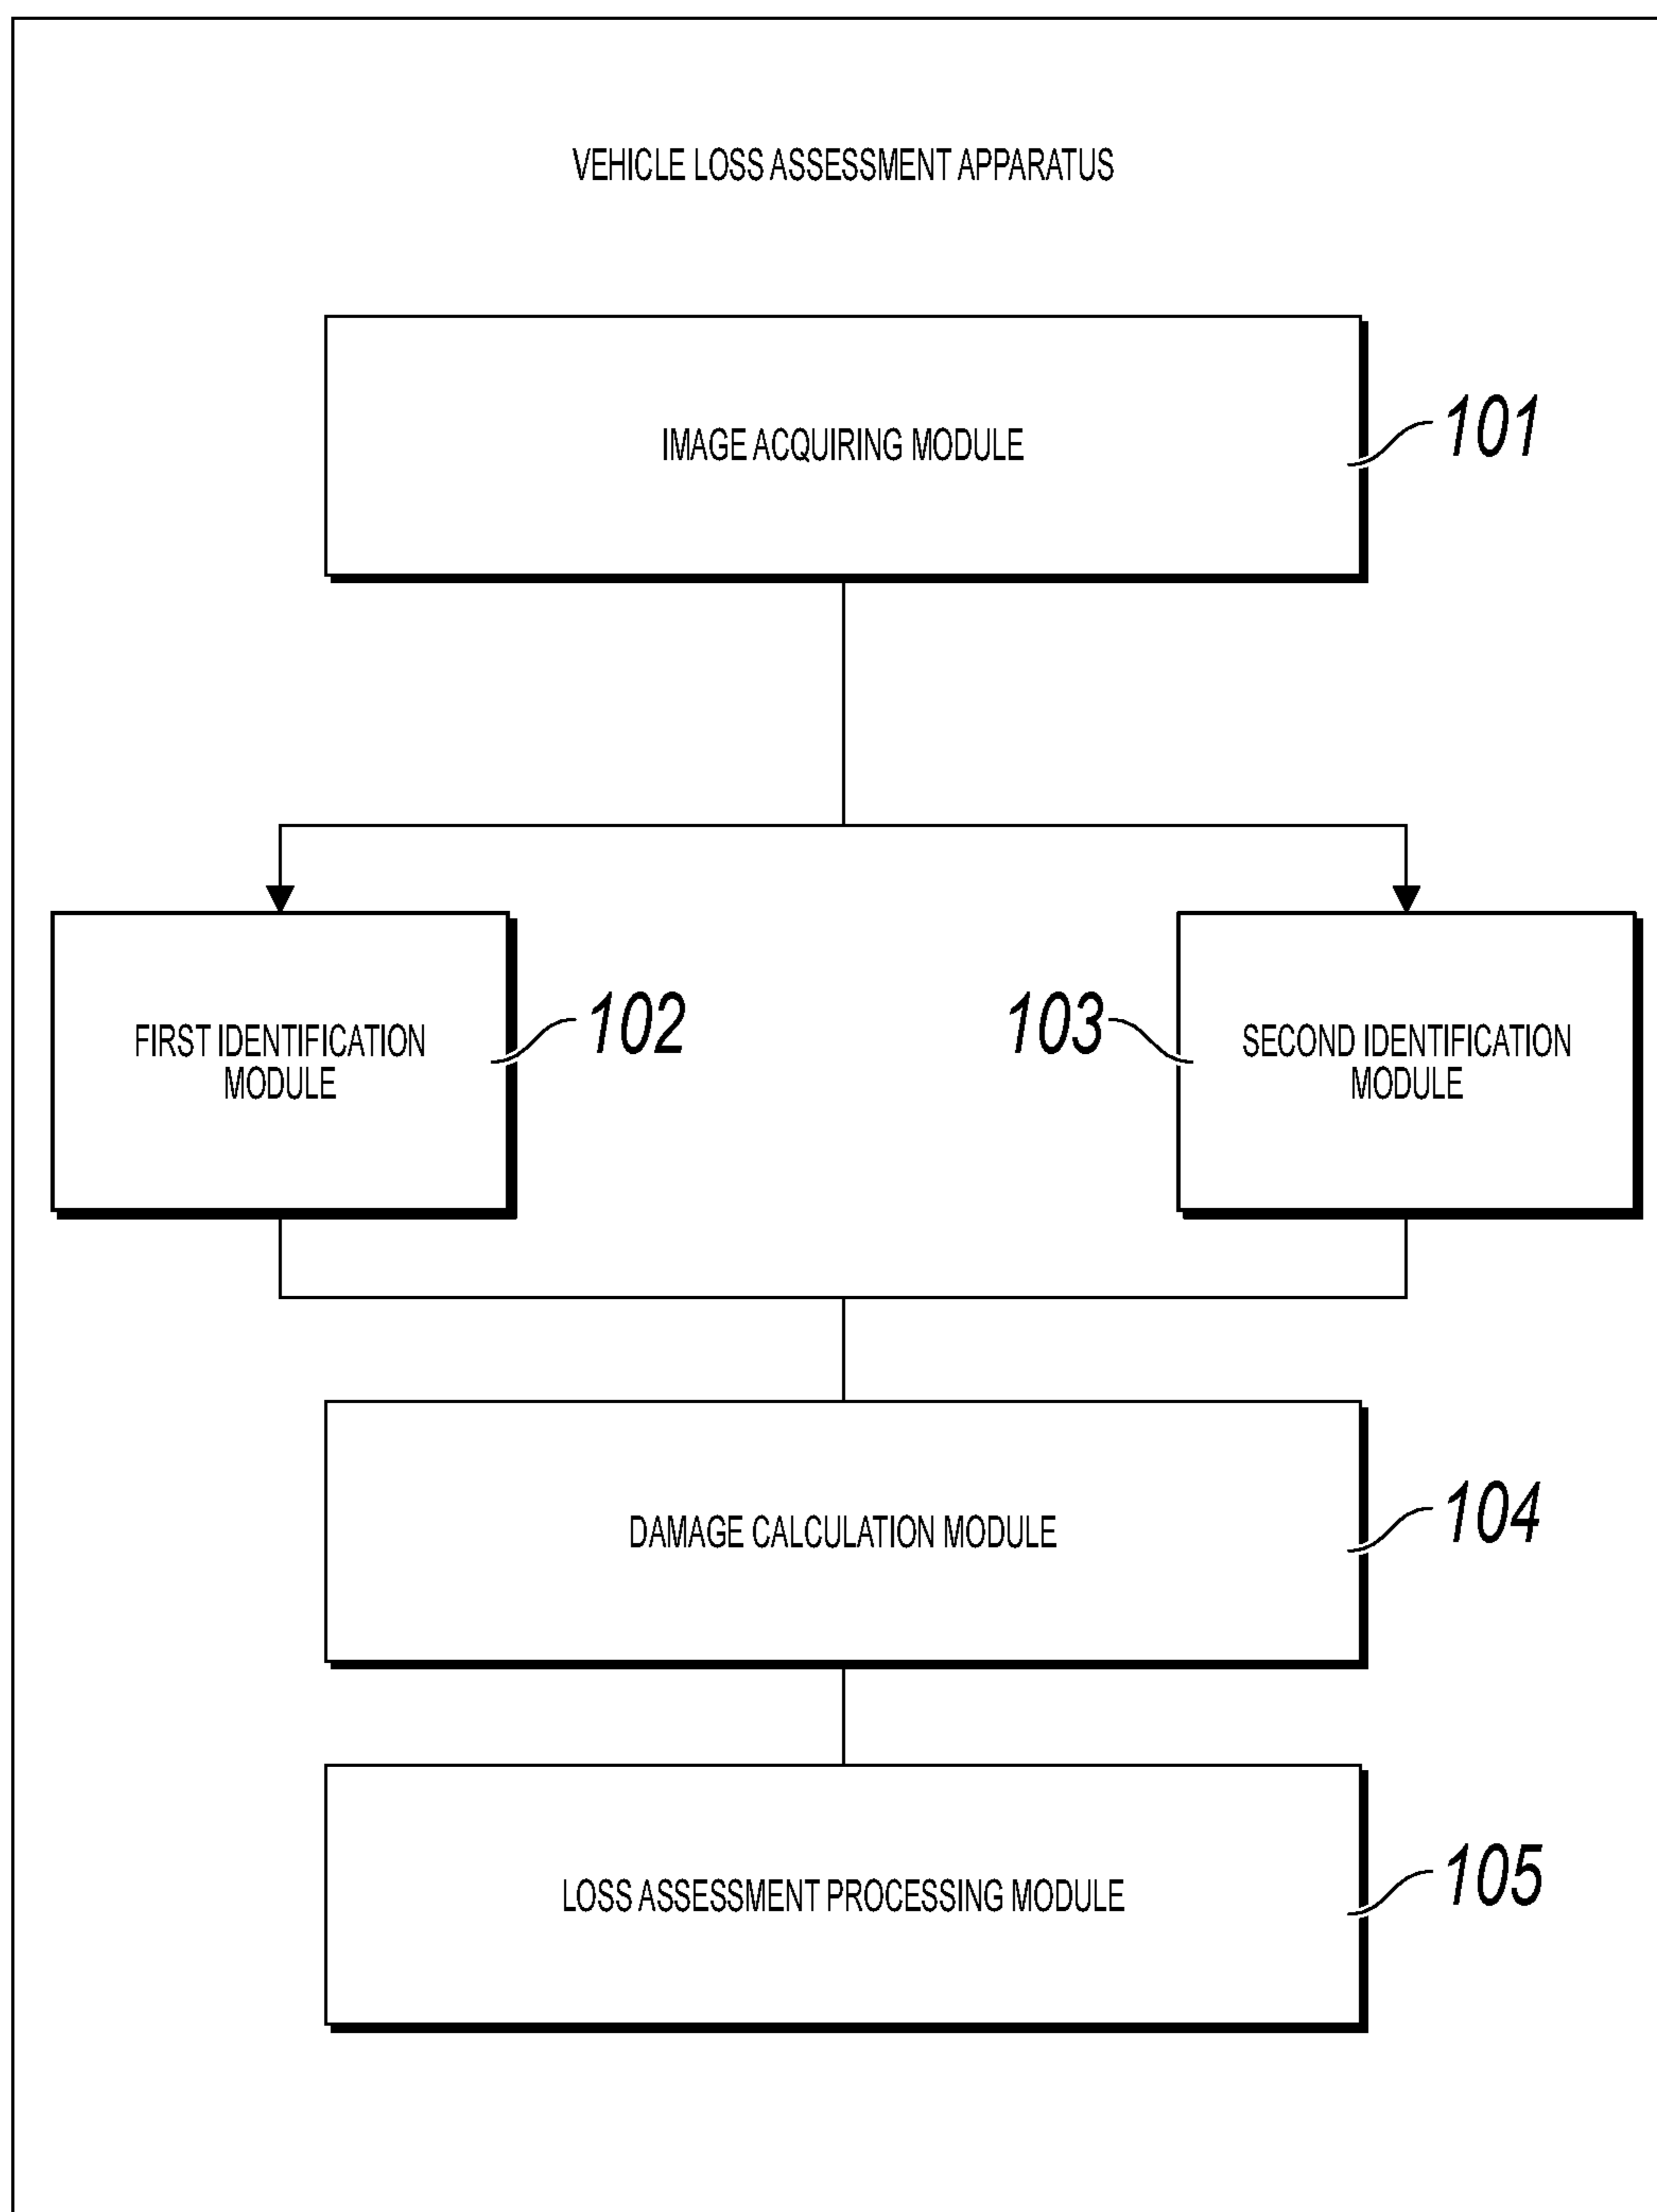 VEHICLE LOSS ASSESSMENT APPARATUS
IMAGE ACQUIRING MODULE
101
FIRST IDENTIFICATION
MODULE
102
103
SECOND IDENTIFICATION
MODULE
DAMAGE CALCULATION MODULE
104
LOSS ASSESSMENT PROCESSING MODULE
105